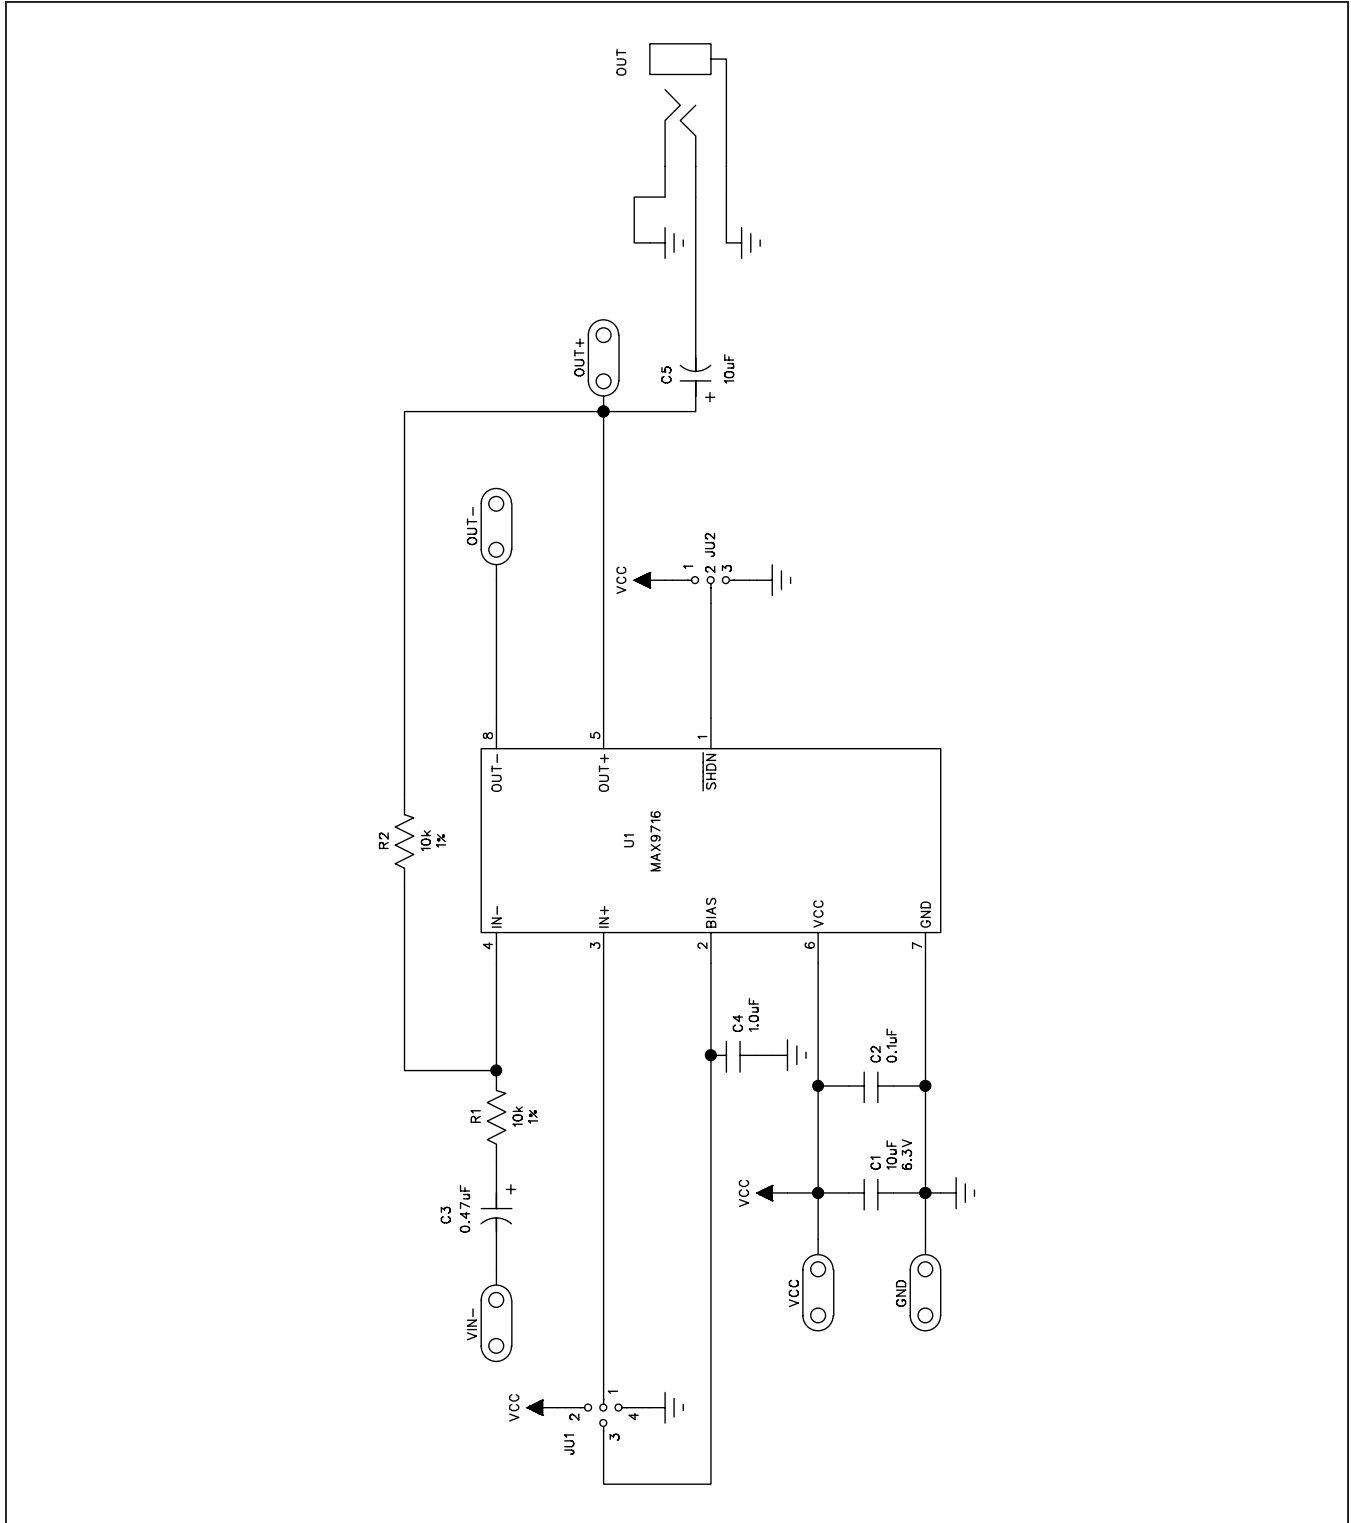 OUT
OUT+
C5
10uF
+
OUT-
VCC
1
2
3
JU2
R2
10k
1%
8
5
1
OUT-
OUT+
SHDN
U1
MAX9716
IN-
IN+
BIAS
VCC
GND
4
3
2
6
7
C4
1.0uF
C2
0.1uF
R1
10k
1%
C1
10uF
6.3V
C3
0.47uF
+
VCC
VIN-
VCC
GND
VCC
JU1
2
1
4
3